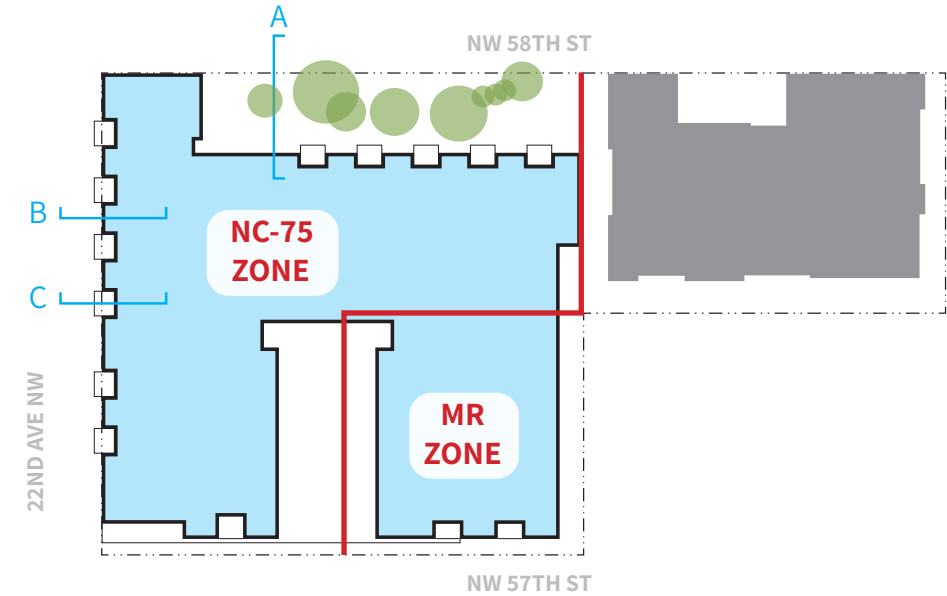 A
NW 58TH ST
B
NC-75
ZONE
C
22ND AVE NW
MR
ZONE
NW 57TH ST